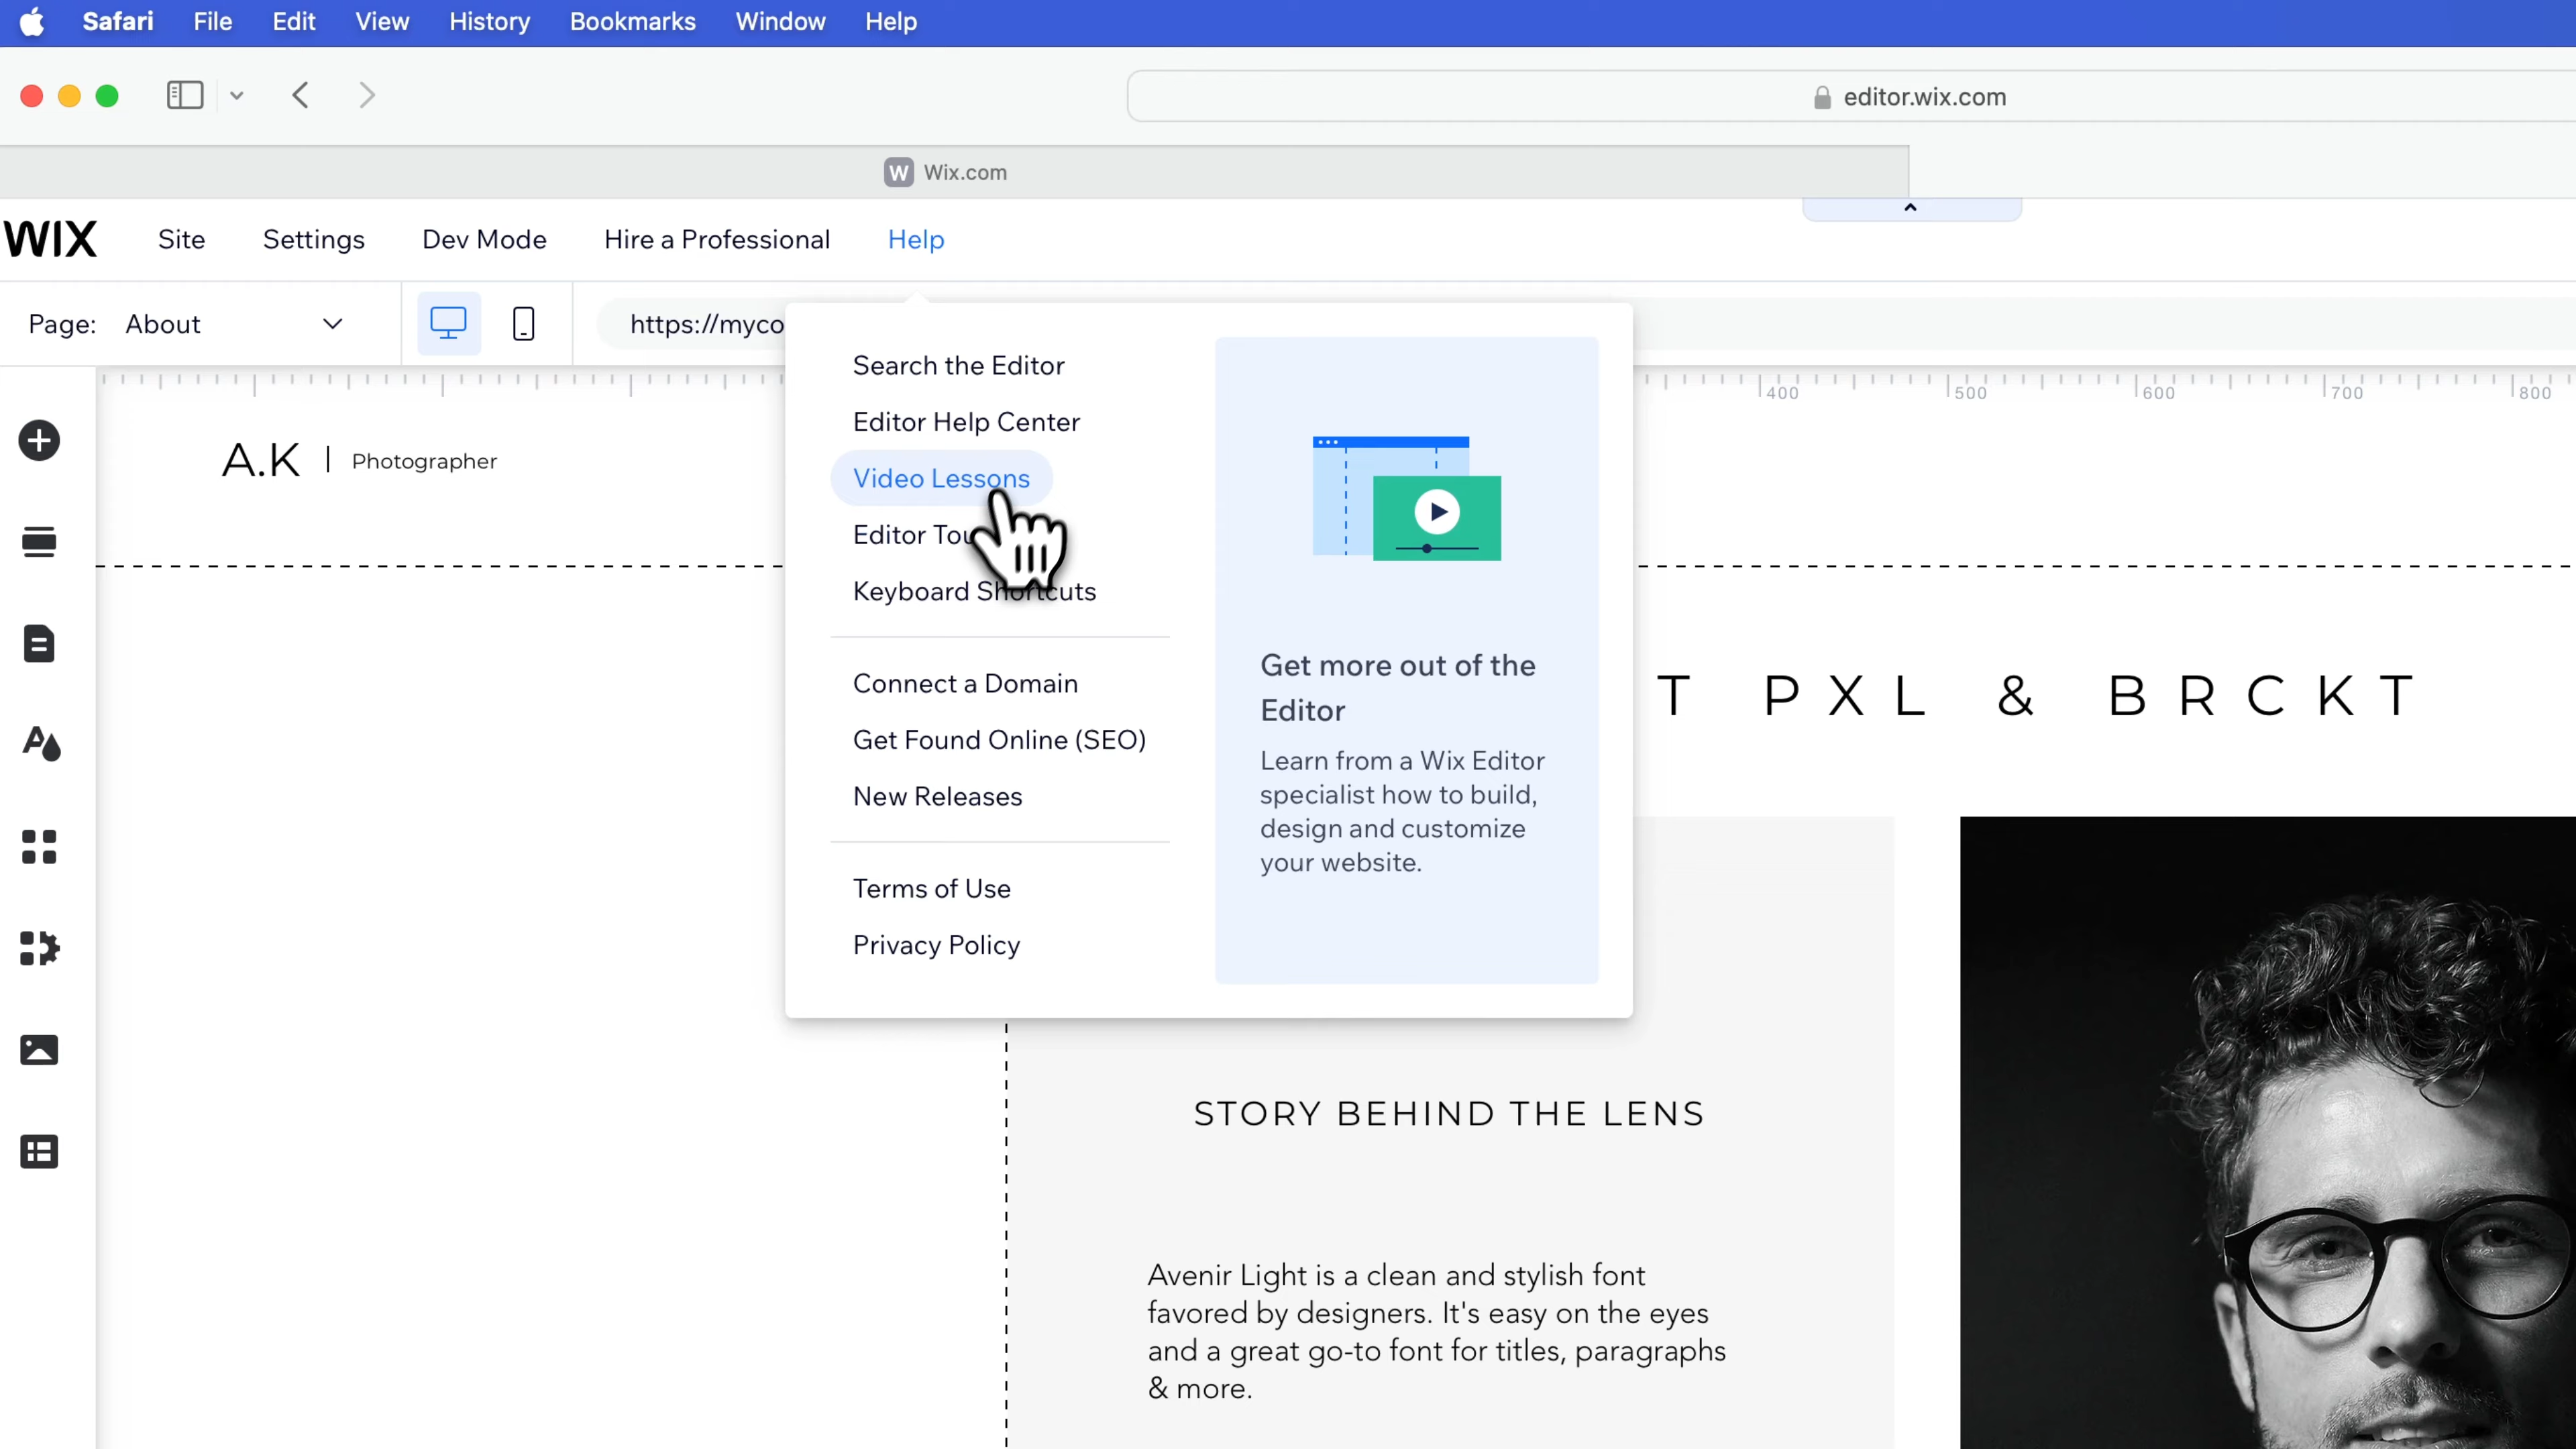 Safari File Edit View History Bookmarks Window Help
editor.wix.com
W Wix.com
WIX Site Settings Dev Mode Hire a Professional Help
Page: About
https://myco
Search the Editor
Editor Help Center
Video Lessons
Editor Tou
Keyboard Shortcuts
Connect a Domain
Get Found Online (SEO)
New Releases
Terms of Use
Privacy Policy
Get more out of the
Editor
Learn from a Wix Editor
specialist how to build,
design and customize
your website.
400 500 600 700 800
A.K | Photographer
T PXL & BRCKT
STORY BEHIND THE LENS
Avenir Light is a clean and stylish font
favored by designers. It's easy on the eyes
and a great go-to font for titles, paragraphs
& more.